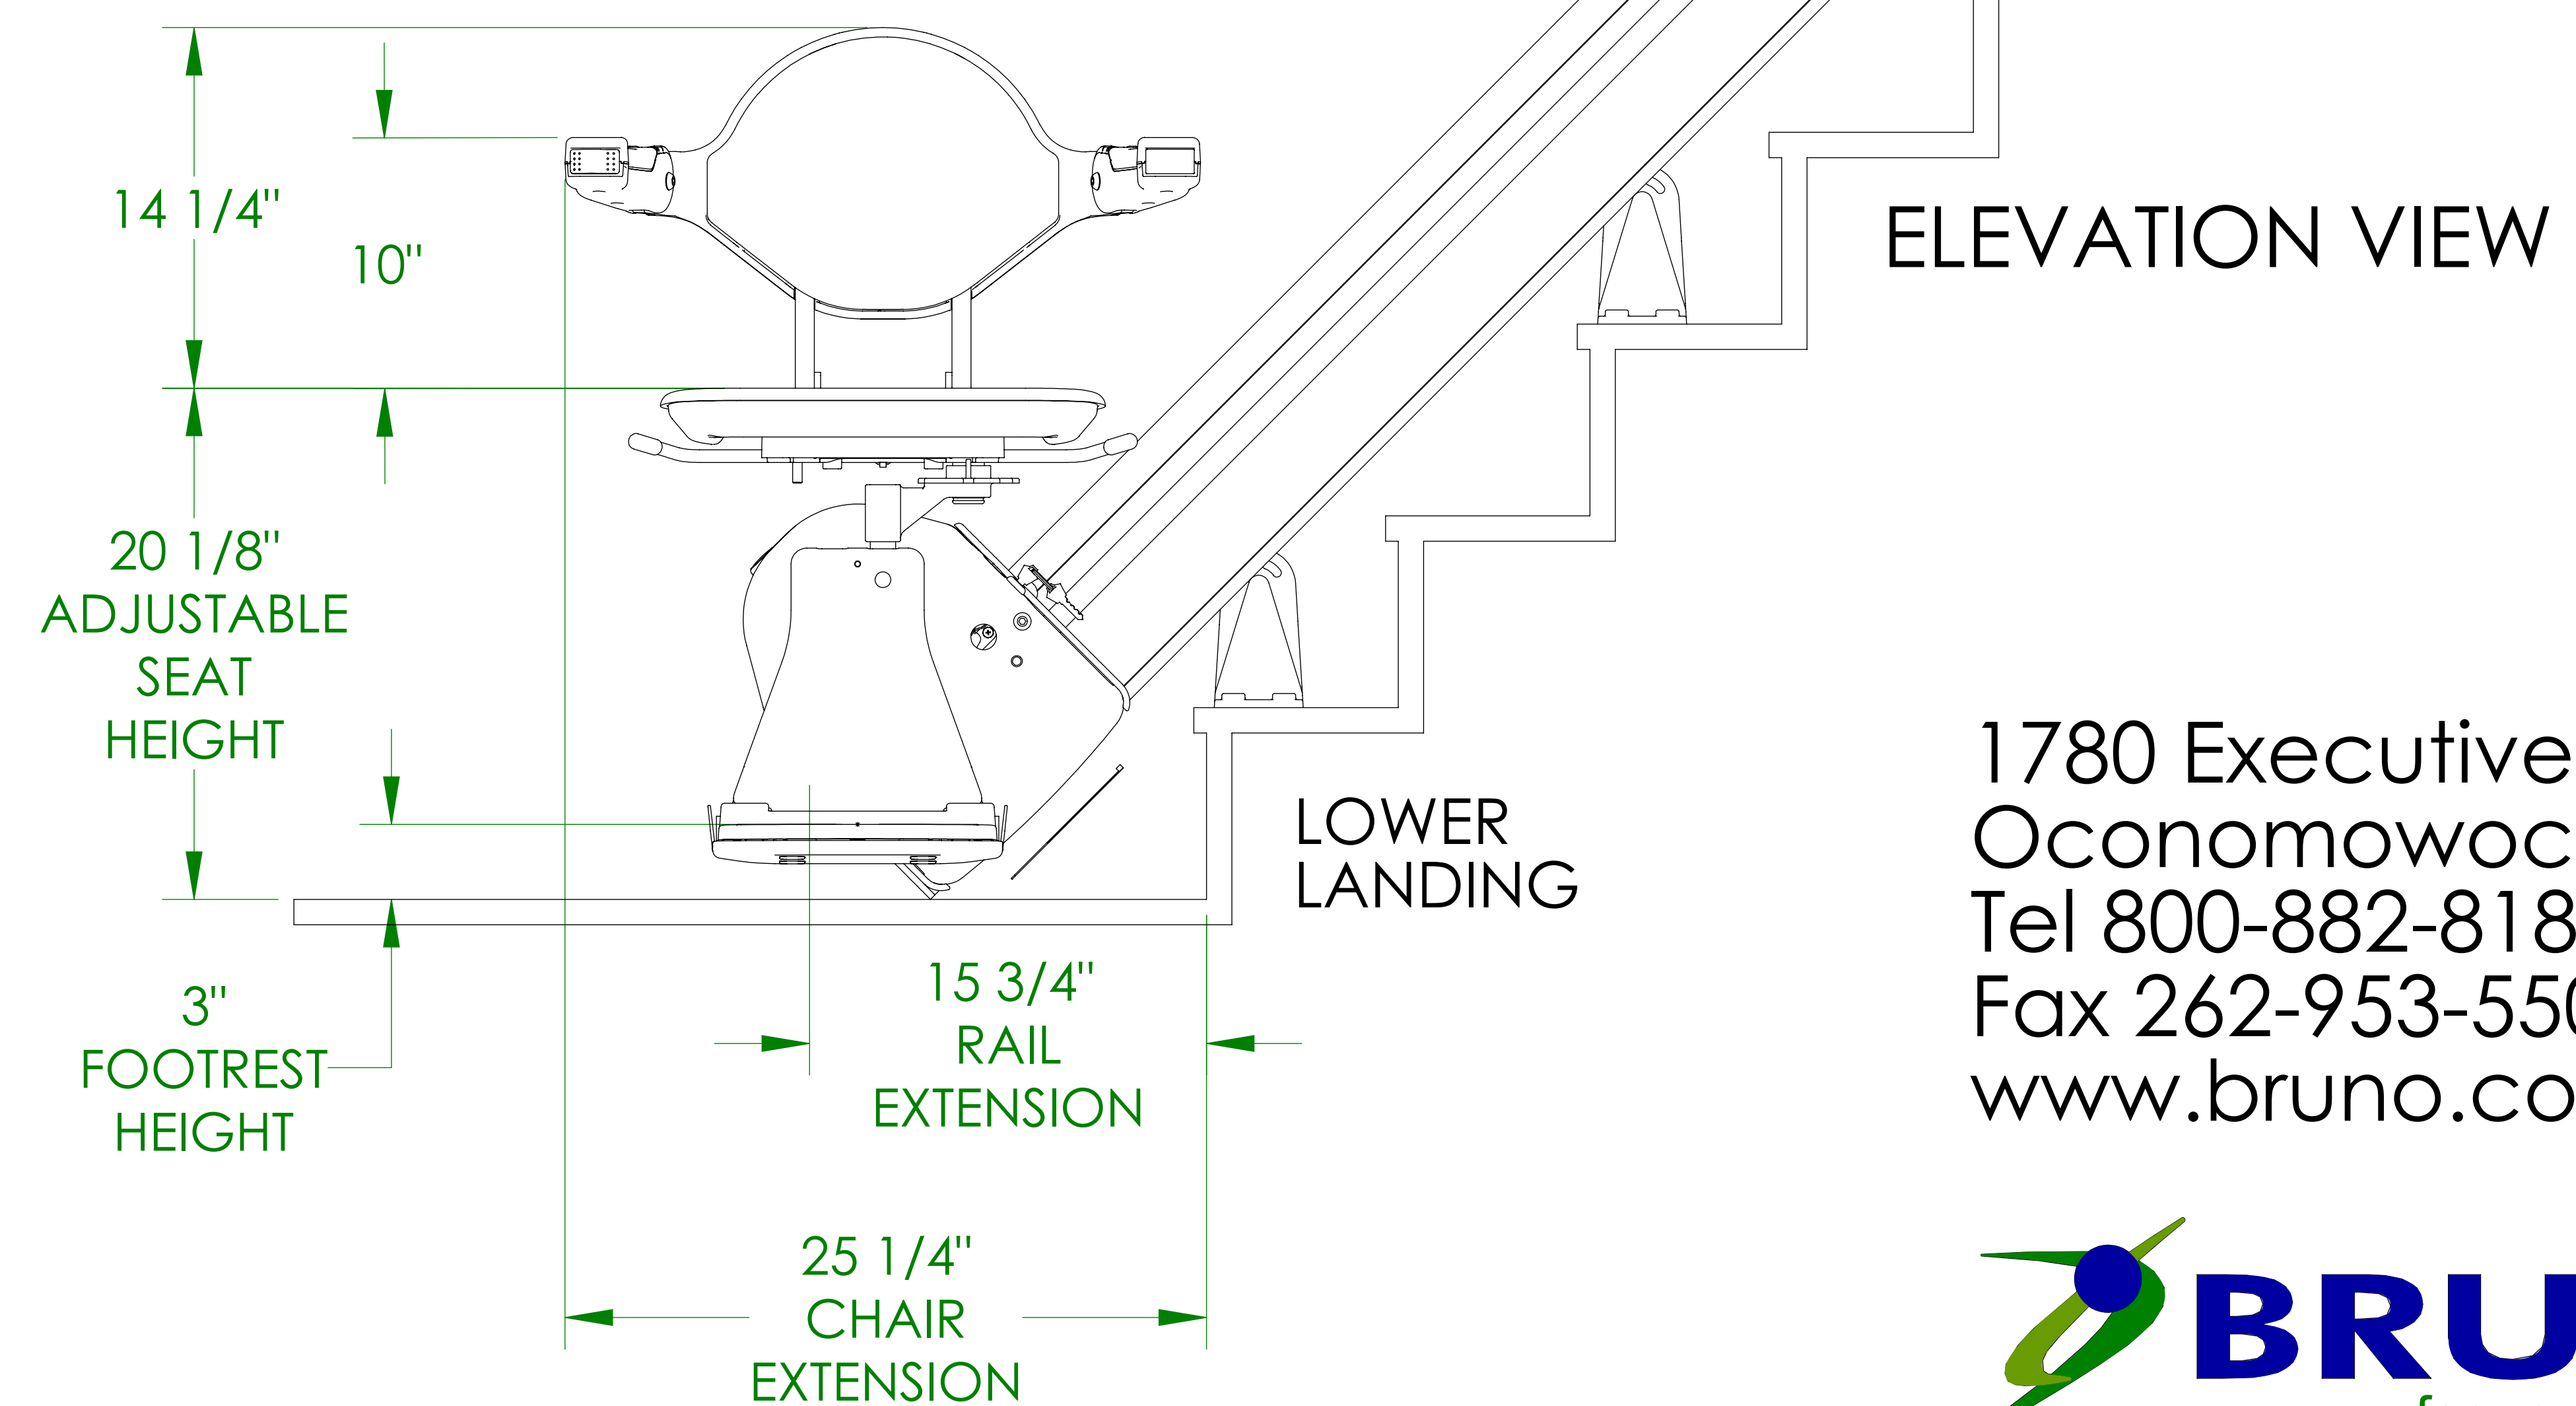 14 1/4"
10"
ELEVATION VIEW
20 1/8"
ADJUSTABLE
SEAT
HEIGHT
1780 Executive
Oconomowoc
Tel 800-882-818
Fax 262-953-550
www.bruno.co
LOWER
LANDING
3"
FOOTREST
HEIGHT
15 3/4"
RAIL
EXTENSION
25 1/4"
CHAIR
EXTENSION
BRU